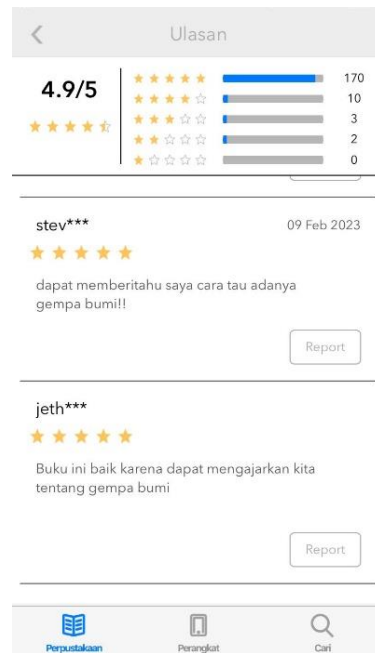 Ulasan
4.9/5
170
10
3
2
0
stev***
09 Feb 2023
dapat memberitahu saya cara tau adanya
gempa bumi!!
Report
jeth***
Buku ini baik karena dapat mengajarkan kita
tentang gempa bumi
Report
Perpustakaan
Perangkat
Cari